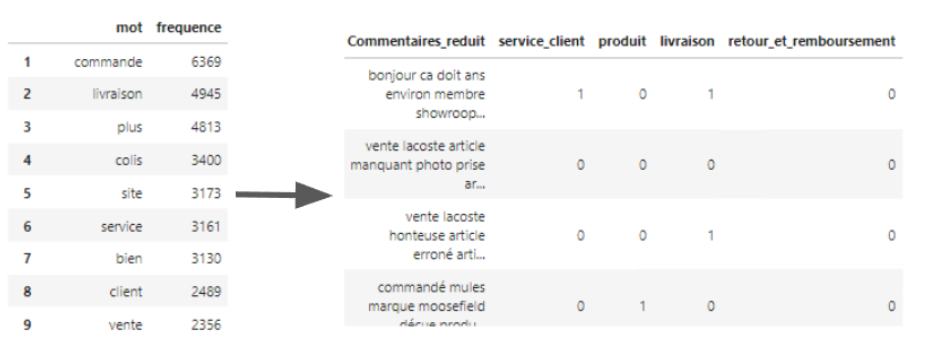 mot frequence
1 commande 6369
2 livraison 4945
3 plus 4813
4 colis 3400
5 site 3173
6 service 3161
7 bien 3130
8 client 2489
9 vente 2356
Commentaires_reduit service_client produit livraison retour_et_remboursement
bonjour ca doit ans
environ membre 1 0 1 0
showroop...
vente lacoste article
manquant photo prise 0 0 0 0
ar...
vente lacoste
honteuse article 0 0 1 0
erroné arti...
commandé mules
marque moosefield 0 1 0 0
déçue produ...